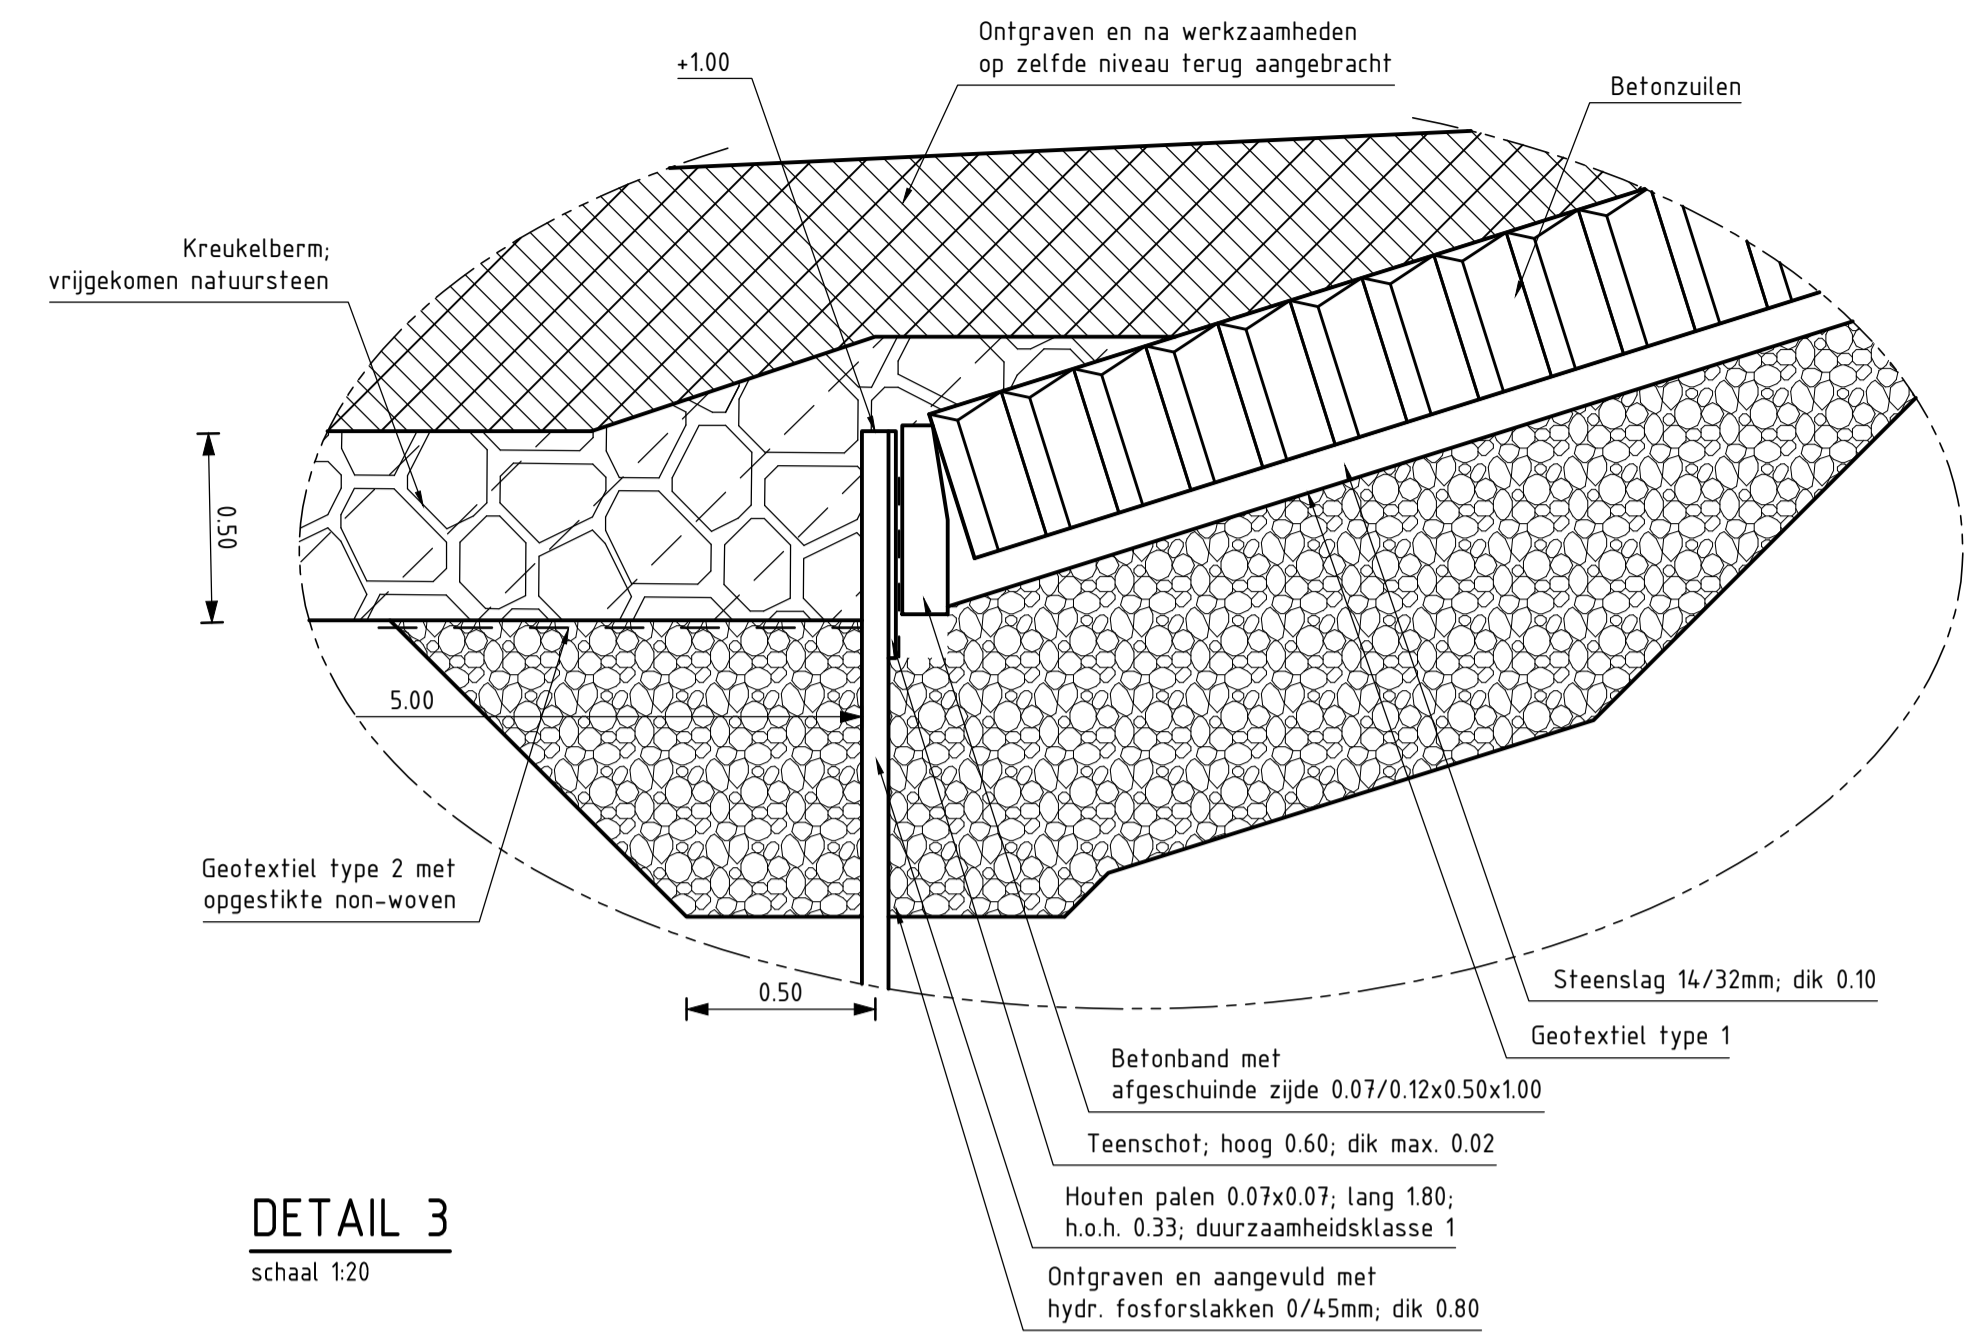 Ontgraven en na werkzaamheden
op zelfde niveau terug aangebracht
+1.00
Betonzuilen
Kreukelberm;
vrijgekomen natuursteen
0.50
5.00
Geotextiel type 2 met
opgestikte non-woven
0.50
Steenslag 14/32mm; dik 0.10
Geotextiel type 1
Betonband met
afgeschuinde zijde 0.07/0.12x0.50x1.00
Teenschot; hoog 0.60; dik max. 0.02
Houten palen 0.07x0.07; lang 1.80;
h.o.h. 0.33; duurzaamheidsklasse 1
Ontgraven en aangevuld met
hydr. fosforslakken 0/45mm; dik 0.80
DETAIL 3
schaal 1:20